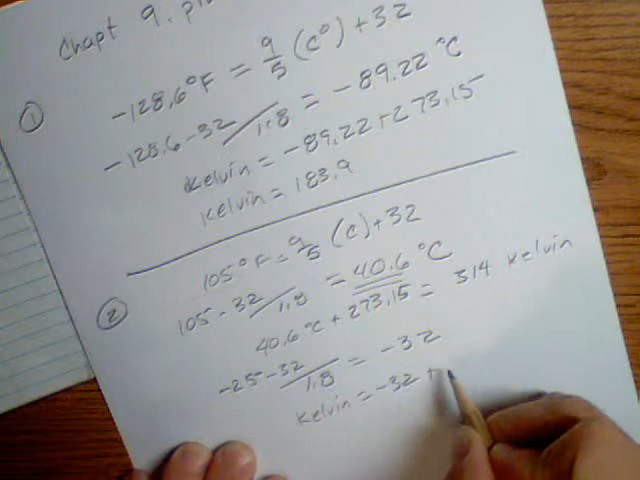 Chapt 9.
① -128.6°F = 9/5 (C°) + 32
-128.6 - 32 / 1.8 = -89.22 °C
Kelvin = -89.22 + 273.15
Kelvin = 183.9
② 105°F = 9/5 (C) + 32
105 - 32 / 1.8 = 40.6 °C
40.6°C + 273.15 = 314 Kelvin
-25 - 32 / 1.8 = -32
Kelvin = -32 +